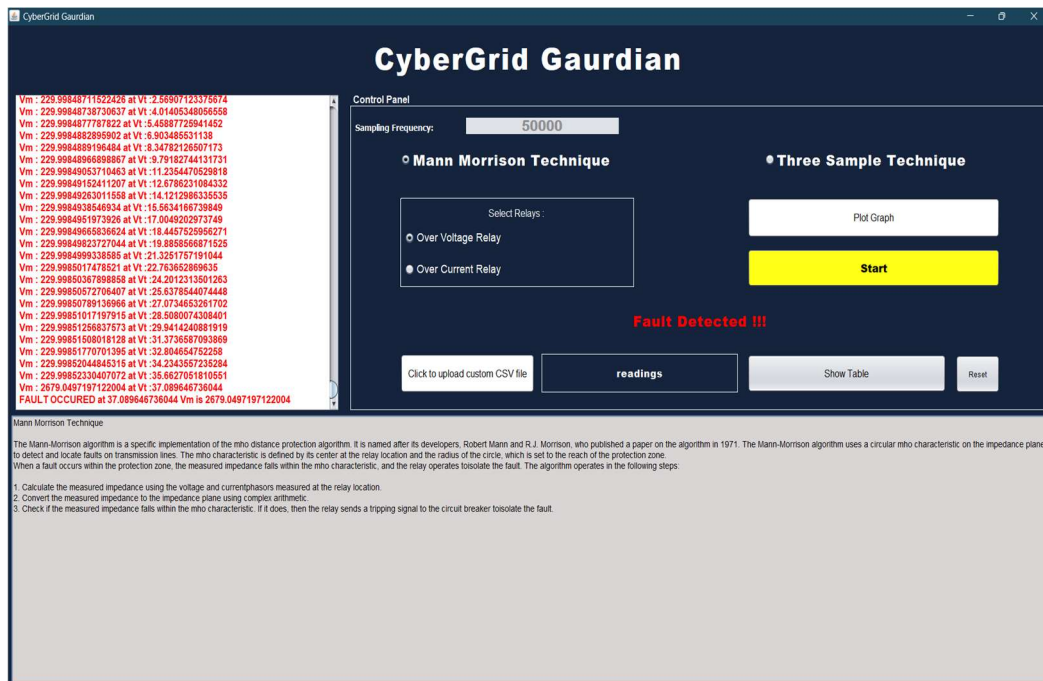 CyberGrid Gaurdian
CyberGrid Gaurdian
Vm : 229.99848711522426 at Vt :2.56907123375674
Vm : 229.99848738730637 at Vt :4.01405348056558
Vm : 229.9984877787822 at Vt :5.45887725941452
Vm : 229.9984882895902 at Vt :6.903485531138
Vm : 229.9984889196484 at Vt :8.34782126507173
Vm : 229.99848966898867 at Vt :9.79182744131731
Vm : 229.99849053710463 at Vt :11.2354470529818
Vm : 229.99849152411207 at Vt :12.6786231084332
Vm : 229.99849263011558 at Vt :14.1212986335535
Vm : 229.9984938546934 at Vt :15.5634166739849
Vm : 229.9984951973926 at Vt :17.0049202973749
Vm : 229.99849665836624 at Vt :18.4457525956271
Vm : 229.99849823727044 at Vt :19.8858566871525
Vm : 229.9984999338585 at Vt :21.3251757191044
Vm : 229.9985017478521 at Vt :22.763652869635
Vm : 229.99850367898858 at Vt :24.2012313501263
Vm : 229.99850572706407 at Vt :25.6378544074448
Vm : 229.99850789136966 at Vt :27.0734653261702
Vm : 229.99851017197915 at Vt :28.5080074308401
Vm : 229.99851256837573 at Vt :29.9414240881919
Vm : 229.99851508018128 at Vt :31.3736587093869
Vm : 229.99851770701395 at Vt :32.804654752258
Vm : 229.99852044845315 at Vt :34.2343557235284
Vm : 229.99852330407072 at Vt :35.6627051810551
Vm : 2679.0497197122004 at Vt :37.089646736044
FAULT OCCURED at 37.089646736044 Vm is 2679.0497197122004
Control Panel
Sampling Frequency: 50000
Mann Morrison Technique
Three Sample Technique
Select Relays :
Over Voltage Relay
Over Current Relay
Plot Graph
Start
Fault Detected !!!
Click to upload custom CSV file
readings
Show Table
Reset
Mann Morrison Technique
The Mann-Morrison algorithm is a specific implementation of the mho distance protection algorithm. It is named after its developers, Robert Mann and R.J. Morrison, who published a paper on the algorithm in 1971. The Mann-Morrison algorithm uses a circular mho characteristic on the impedance plane
to detect and locate faults on transmission lines. The mho characteristic is defined by its center at the relay location and the radius of the circle, which is set to the reach of the protection zone.
When a fault occurs within the protection zone, the measured impedance falls within the mho characteristic, and the relay operates toisolate the fault. The algorithm operates in the following steps:
1. Calculate the measured impedance using the voltage and currentphasors measured at the relay location.
2. Convert the measured impedance to the impedance plane using complex arithmetic.
3. Check if the measured impedance falls within the mho characteristic. If it does, then the relay sends a tripping signal to the circuit breaker toisolate the fault.